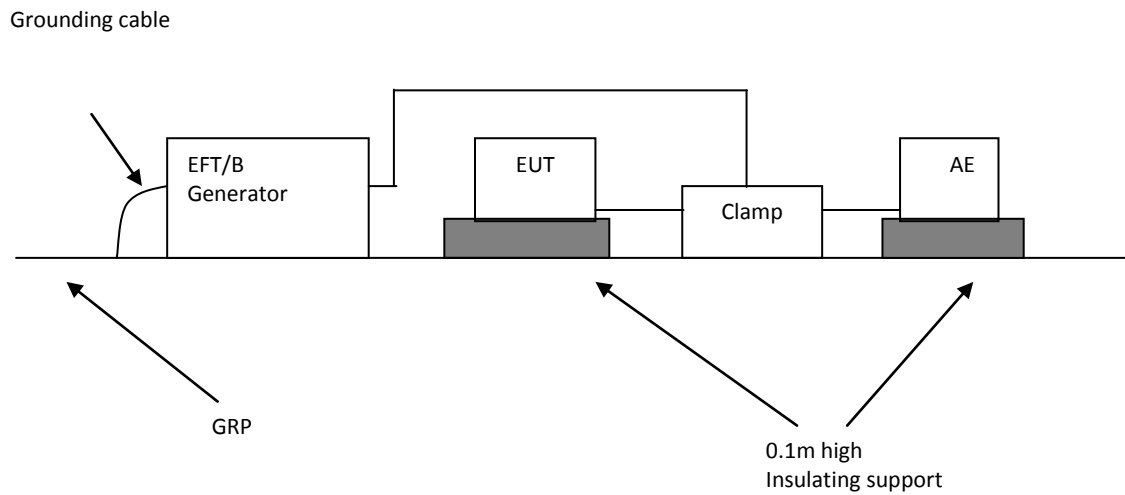 Grounding cable
EFT/B
Generator
EUT
Clamp
AE
GRP
0.1m high
Insulating support